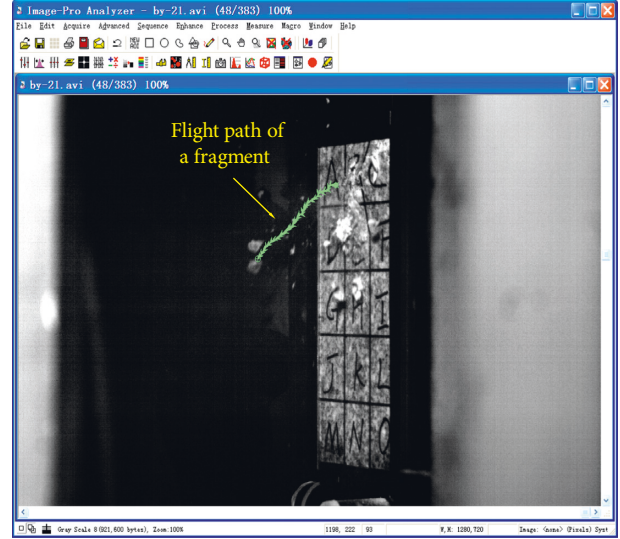 Image-Pro Analyzer - by-21.avi (48/383) 100%
File Edit Acquire Advanced Sequence Enhance Process Measure Macro Window Help
by-21.avi (48/383) 100%
Flight path of
a fragment
A C
D F
G H I
J K L
M N O
Gray Scale 8 (921,600 bytes), Zoom:100%
1198, 222 93
W,H: 1280,720
Image: <none> (Pixels) Syst